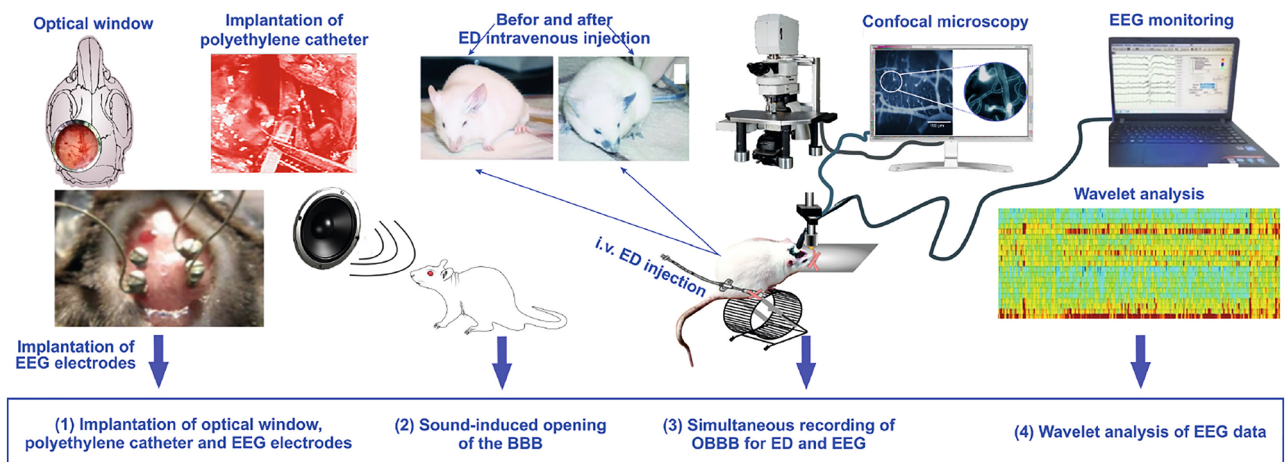 Optical window
Implantation of
polyethylene catheter
Befor and after
ED intravenous injection
Confocal microscopy
EEG monitoring
100 µm
Wavelet analysis
i.v. ED injection
Implantation of
EEG electrodes
(1) Implantation of optical window,
polyethylene catheter and EEG electrodes
(2) Sound-induced opening
of the BBB
(3) Simultaneous recording of
OBBB for ED and EEG
(4) Wavelet analysis of EEG data